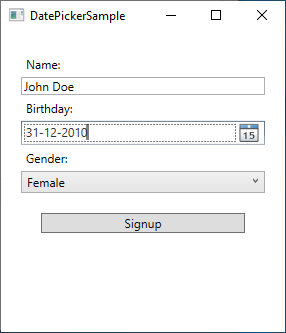 DatePickerSample
Name:
John Doe
Birthday:
31-12-2010
15
Gender:
Female
Signup